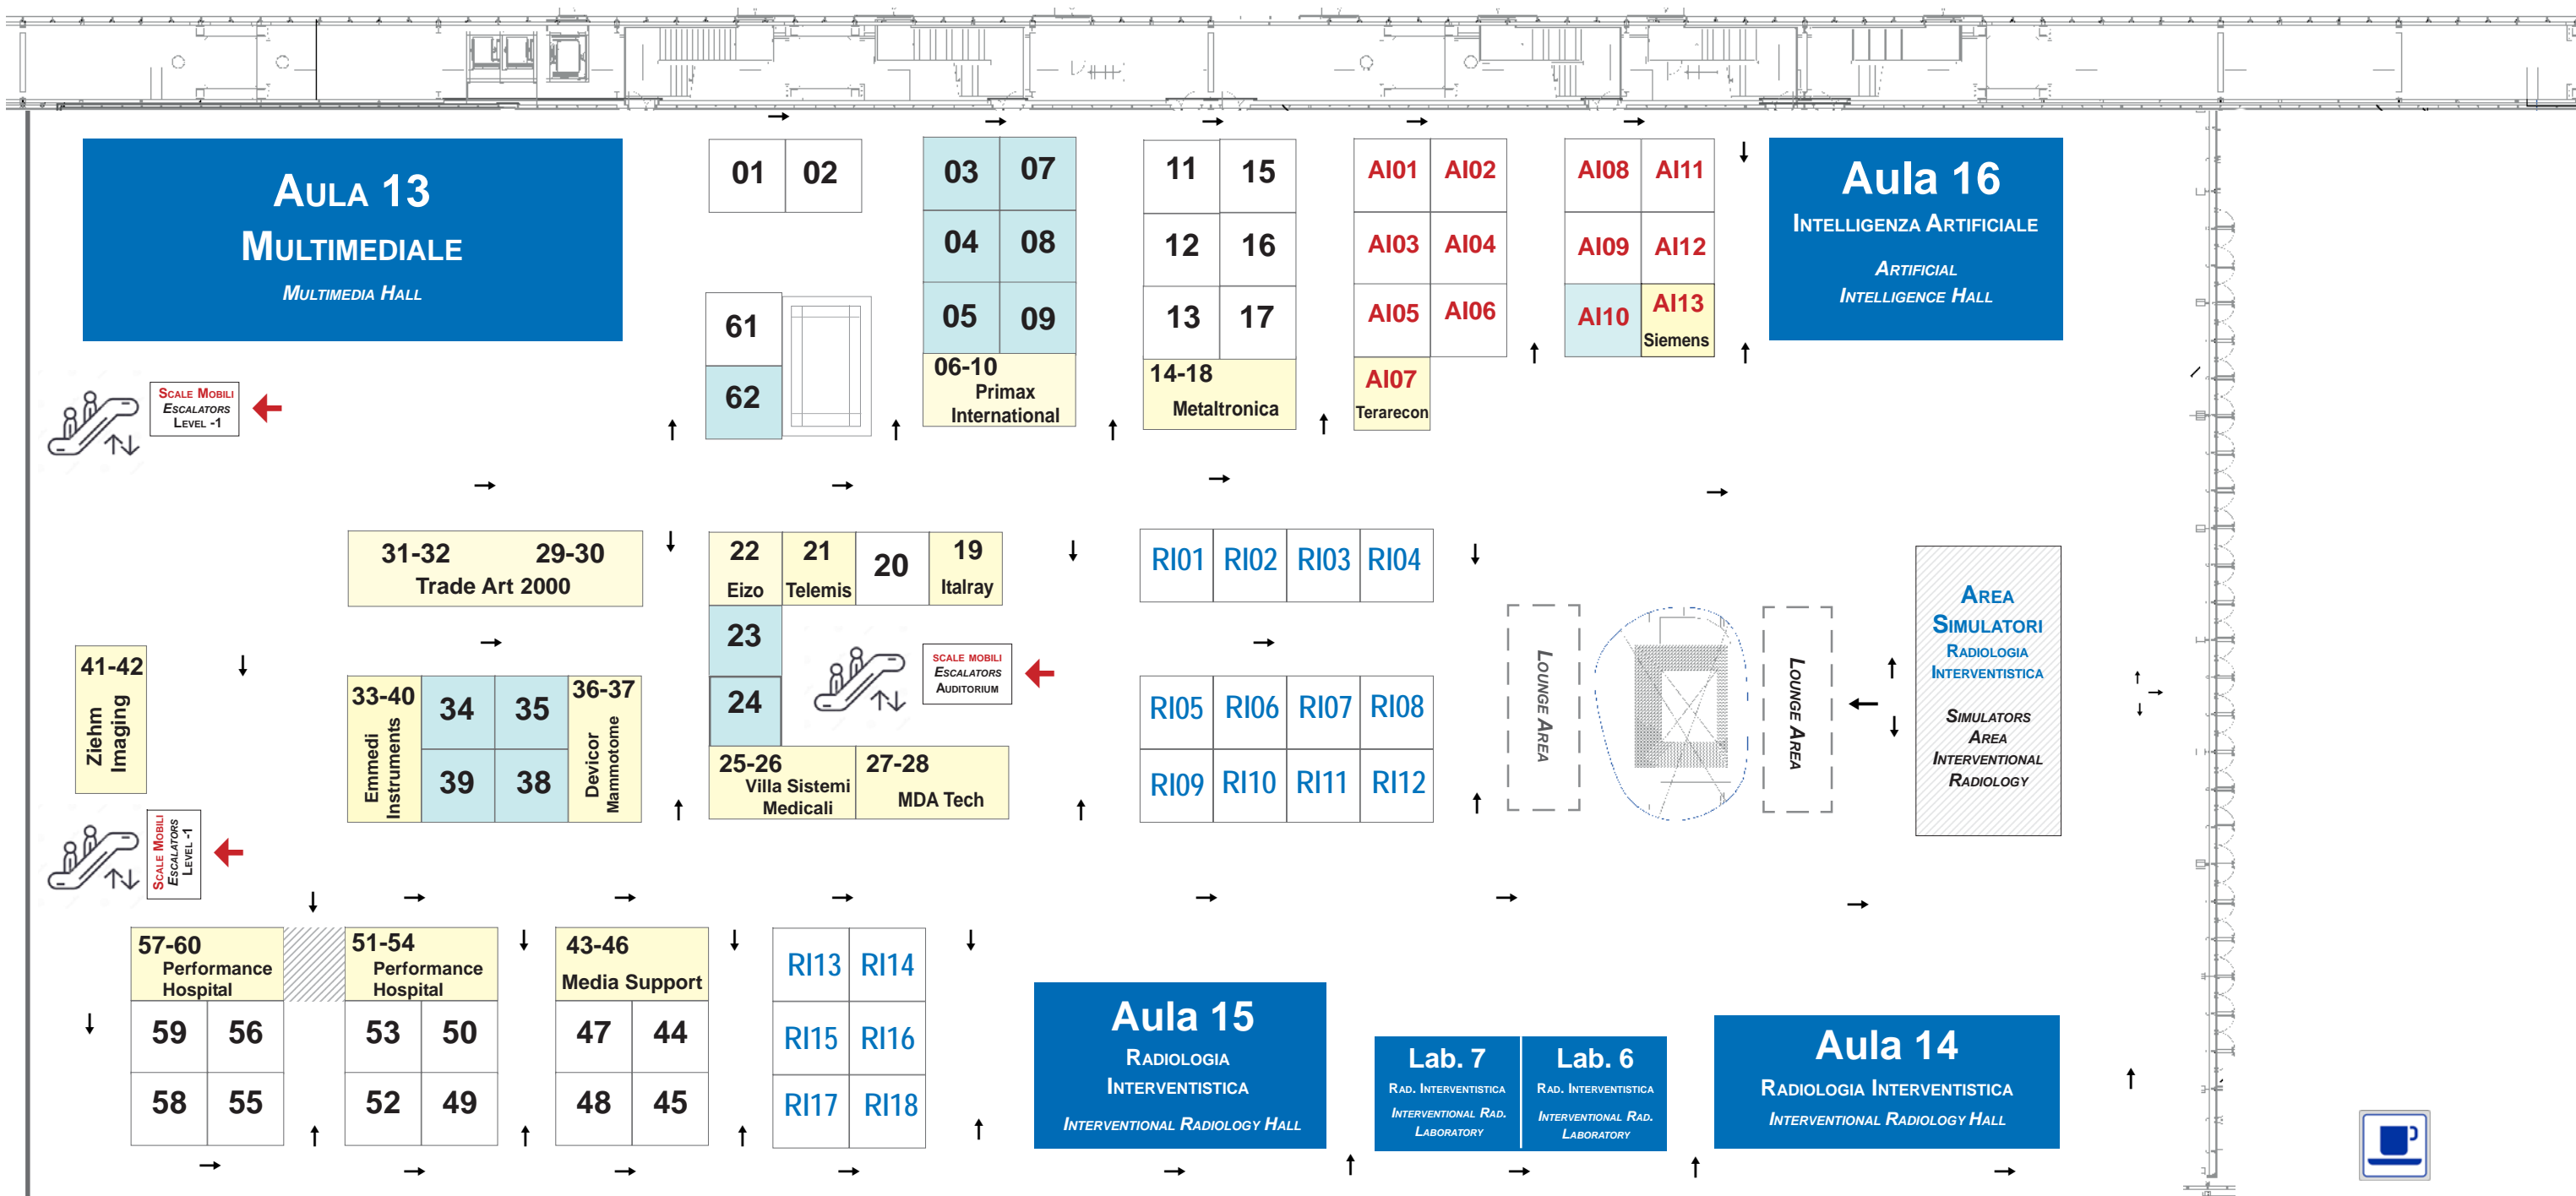 Aula 13
Multimediale
Multimedia Hall
01 02
03 07
04 08
05 09
06-10
Primax
International
11 15
12 16
13 17
14-18
Metaltronica
AI01 AI02
AI03 AI04
AI05 AI06
AI07
Terarecon
AI08 AI11
AI09 AI12
AI10 AI13
Siemens
Aula 16
Intelligenza Artificiale
Artificial
Intelligence Hall
61
62
Scale Mobili
Escalators
Level -1
31-32 29-30
Trade Art 2000
22
Eizo
21
Telemis
20
19
Italray
23
24
Scale Mobili
Escalators
Auditorium
25-26
Villa Sistemi
Medicali
27-28
MDA Tech
RI01 RI02 RI03 RI04
RI05 RI06 RI07 RI08
RI09 RI10 RI11 RI12
Lounge Area
Lounge Area
Area
Simulatori
Radiologia
Interventistica
Simulators
Area
Interventional
Radiology
41-42
Ziehm
Imaging
33-40
Emmedi
Instruments
34 35
39 38
36-37
Devicor
Mammotome
Scale Mobili
Escalators
Level -1
57-60
Performance
Hospital
59 56
58 55
51-54
Performance
Hospital
53 50
52 49
43-46
Media Support
47 44
48 45
RI13 RI14
RI15 RI16
RI17 RI18
Aula 15
Radiologia
Interventistica
Interventional Radiology Hall
Lab. 7
Rad. Interventistica
Interventional Rad.
Laboratory
Lab. 6
Rad. Interventistica
Interventional Rad.
Laboratory
Aula 14
Radiologia Interventistica
Interventional Radiology Hall